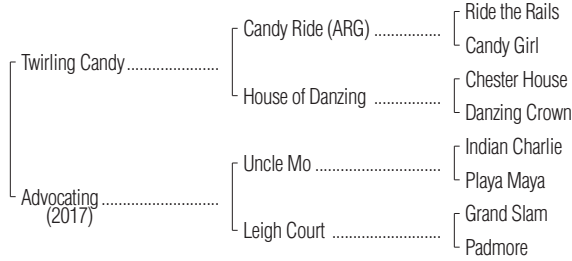 Ride the Rails
Candy Ride (ARG) ................
Candy Girl
Twirling Candy ......................
Chester House
House of Danzing ................
Danzing Crown
Indian Charlie
Uncle Mo ..............................
Playa Maya
Advocating ............................
(2017)
Grand Slam
Leigh Court ..........................
Padmore